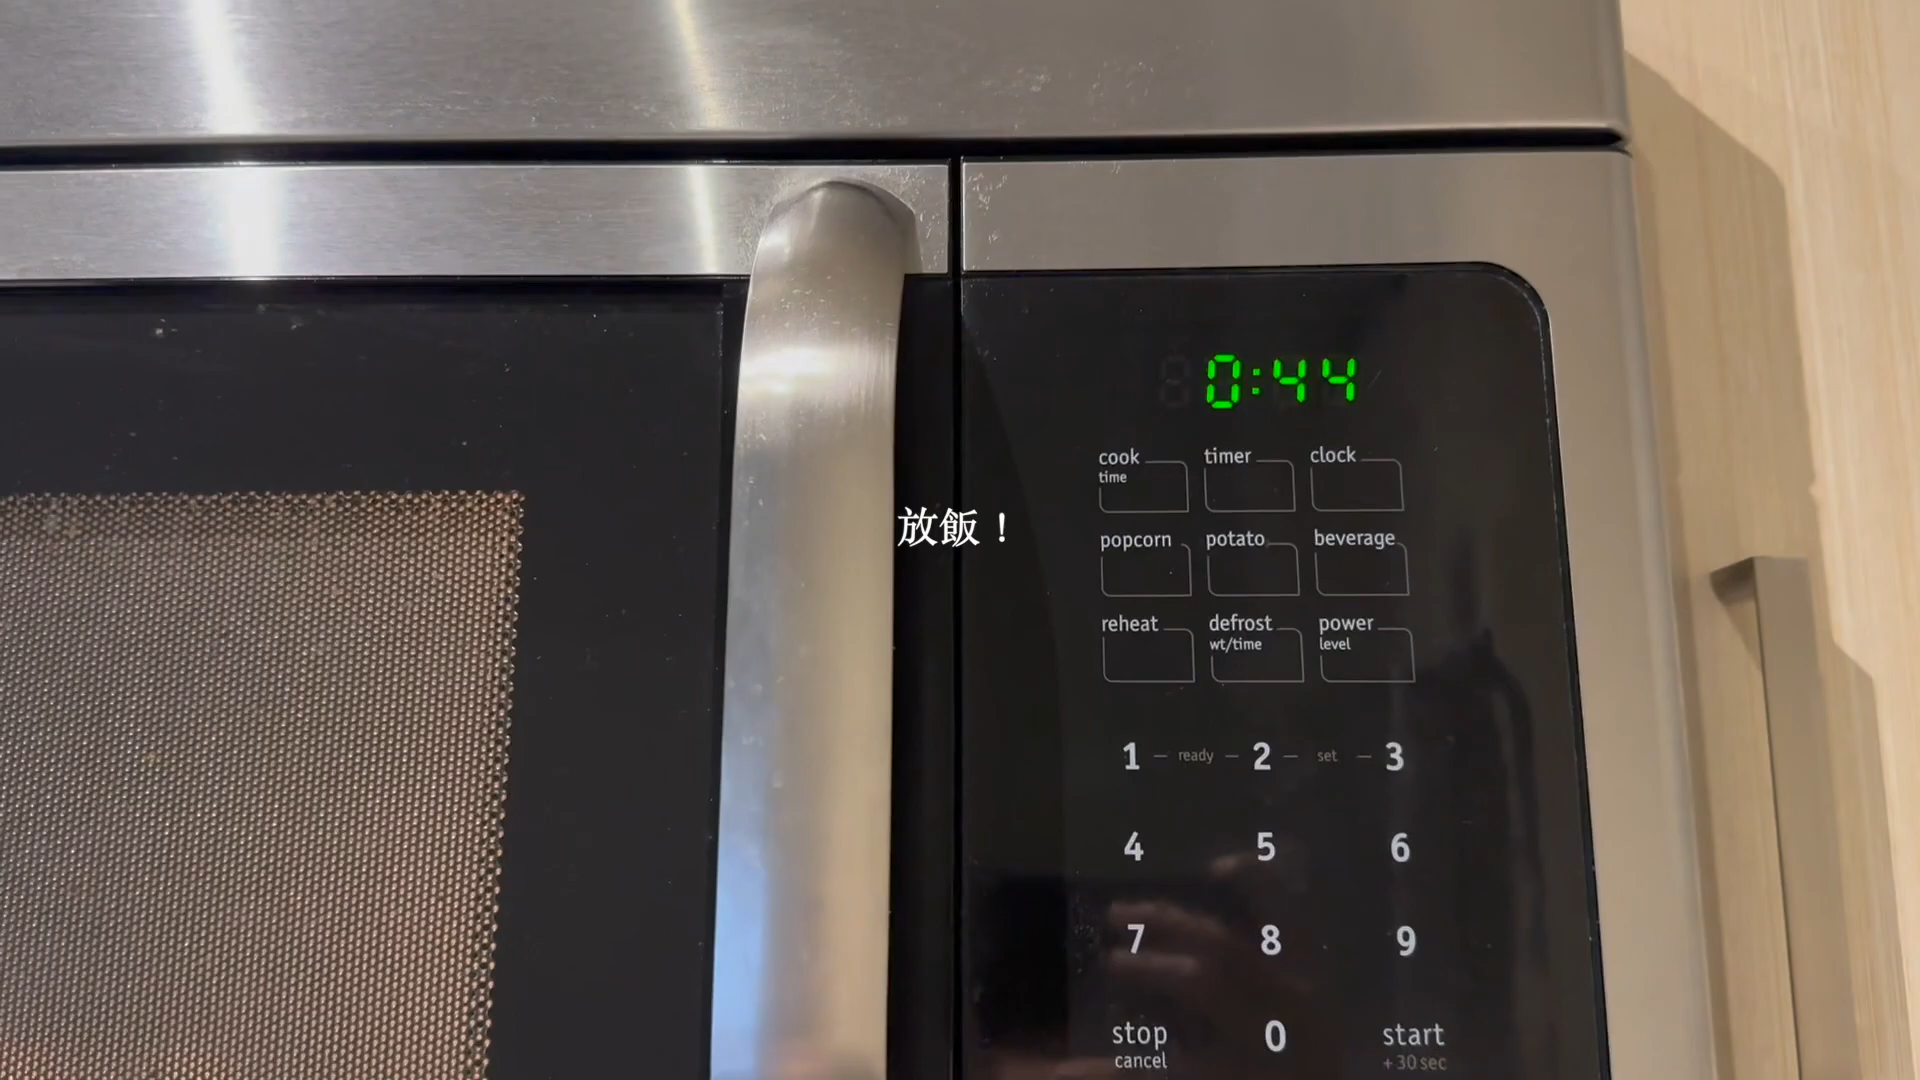 0:44
cook time
timer
clock
放飯！
popcorn
potato
beverage
reheat
defrost wt/time
power level
1 – ready – 2 – set – 3
4 5 6
7 8 9
stop cancel
0
start +30 sec